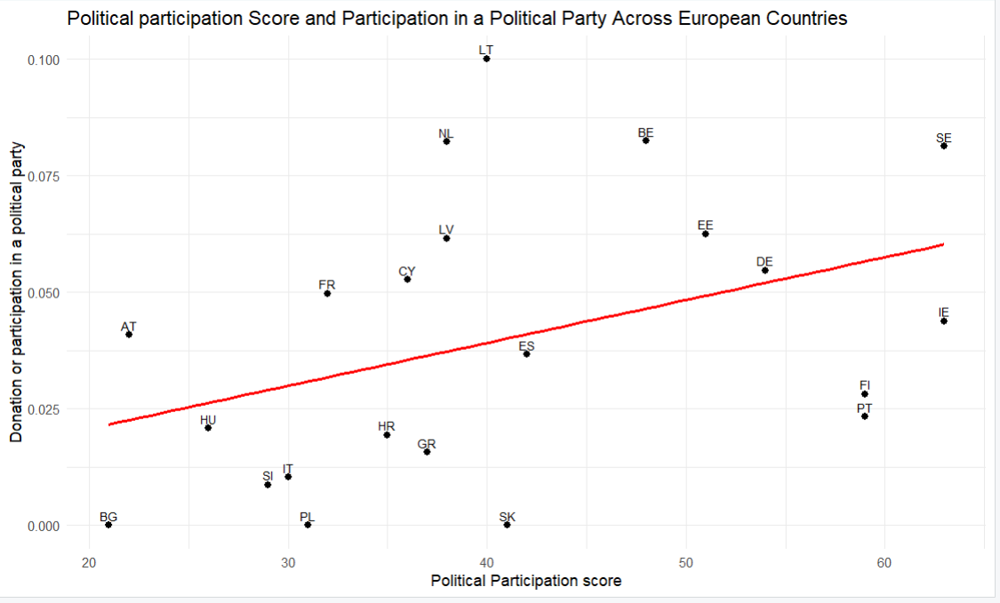 Political participation Score and Participation in a Political Party Across European Countries
Donation or participation in a political party
0.100
0.075
0.050
0.025
0.000
LT
NL
BE
SE
LV
EE
CY
DE
FR
IE
AT
ES
FI
PT
HU
HR
GR
IT
SI
BG
PL
SK
20
30
40
50
60
Political Participation score